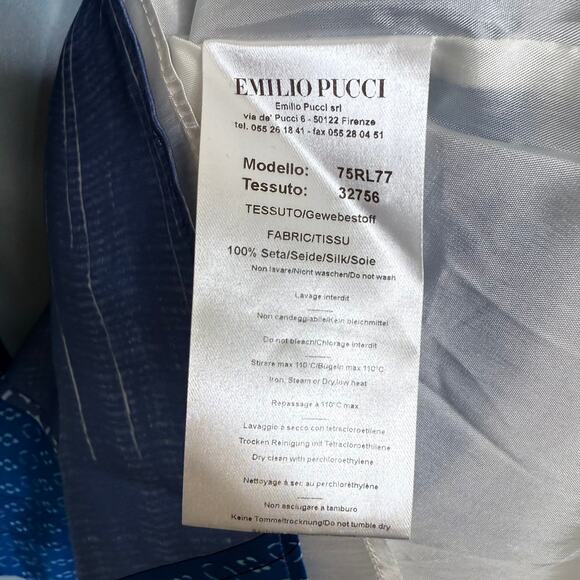 EMILIO PUCCI
Emilio Pucci srl
via de' Pucci 6 - 50122 Firenze
tel. 055 26 18 41 - fax 055 28 04 51
Modello: 75RL77
Tessuto: 32756
TESSUTO/Gewebestoff
FABRIC/TISSU
100% Seta/Seide/Silk/Soie
Non lavare/Nicht waschen/Do not wash
Lavage interdit
Non candeggiabile/Kein bleichmittel
Do not bleach/Chlorage interdit
Stirare max 110°C/Bugeln max 110°C
Iron, Steam or Dry,low heat
Repassage à 110°C max
Lavaggio a secco con tetracloroetilene
Trocken Reinigung mit Tetracloroetilene
Dry clean with perchloroethylene
Nettoyage à sec au perchloréthylène
Non asciugare a tamburo
Keine Tommeltrocknung/Do not tumble dry